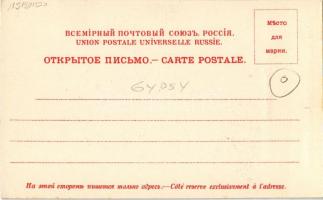 ВСЕМІРНЫЙ ПОЧТОВЫЙ СОЮЗЪ. РОССІЯ.
UNION POSTALE UNIVERSELLE RUSSIE.
ОТКРЫТОЕ ПИСЬМО.— CARTE POSTALE.
Мѣсто
для
марки.
GYPSY
0
На этой сторонѣ пишется только адресъ.—Côté reservé exclusivement à l'adresse.